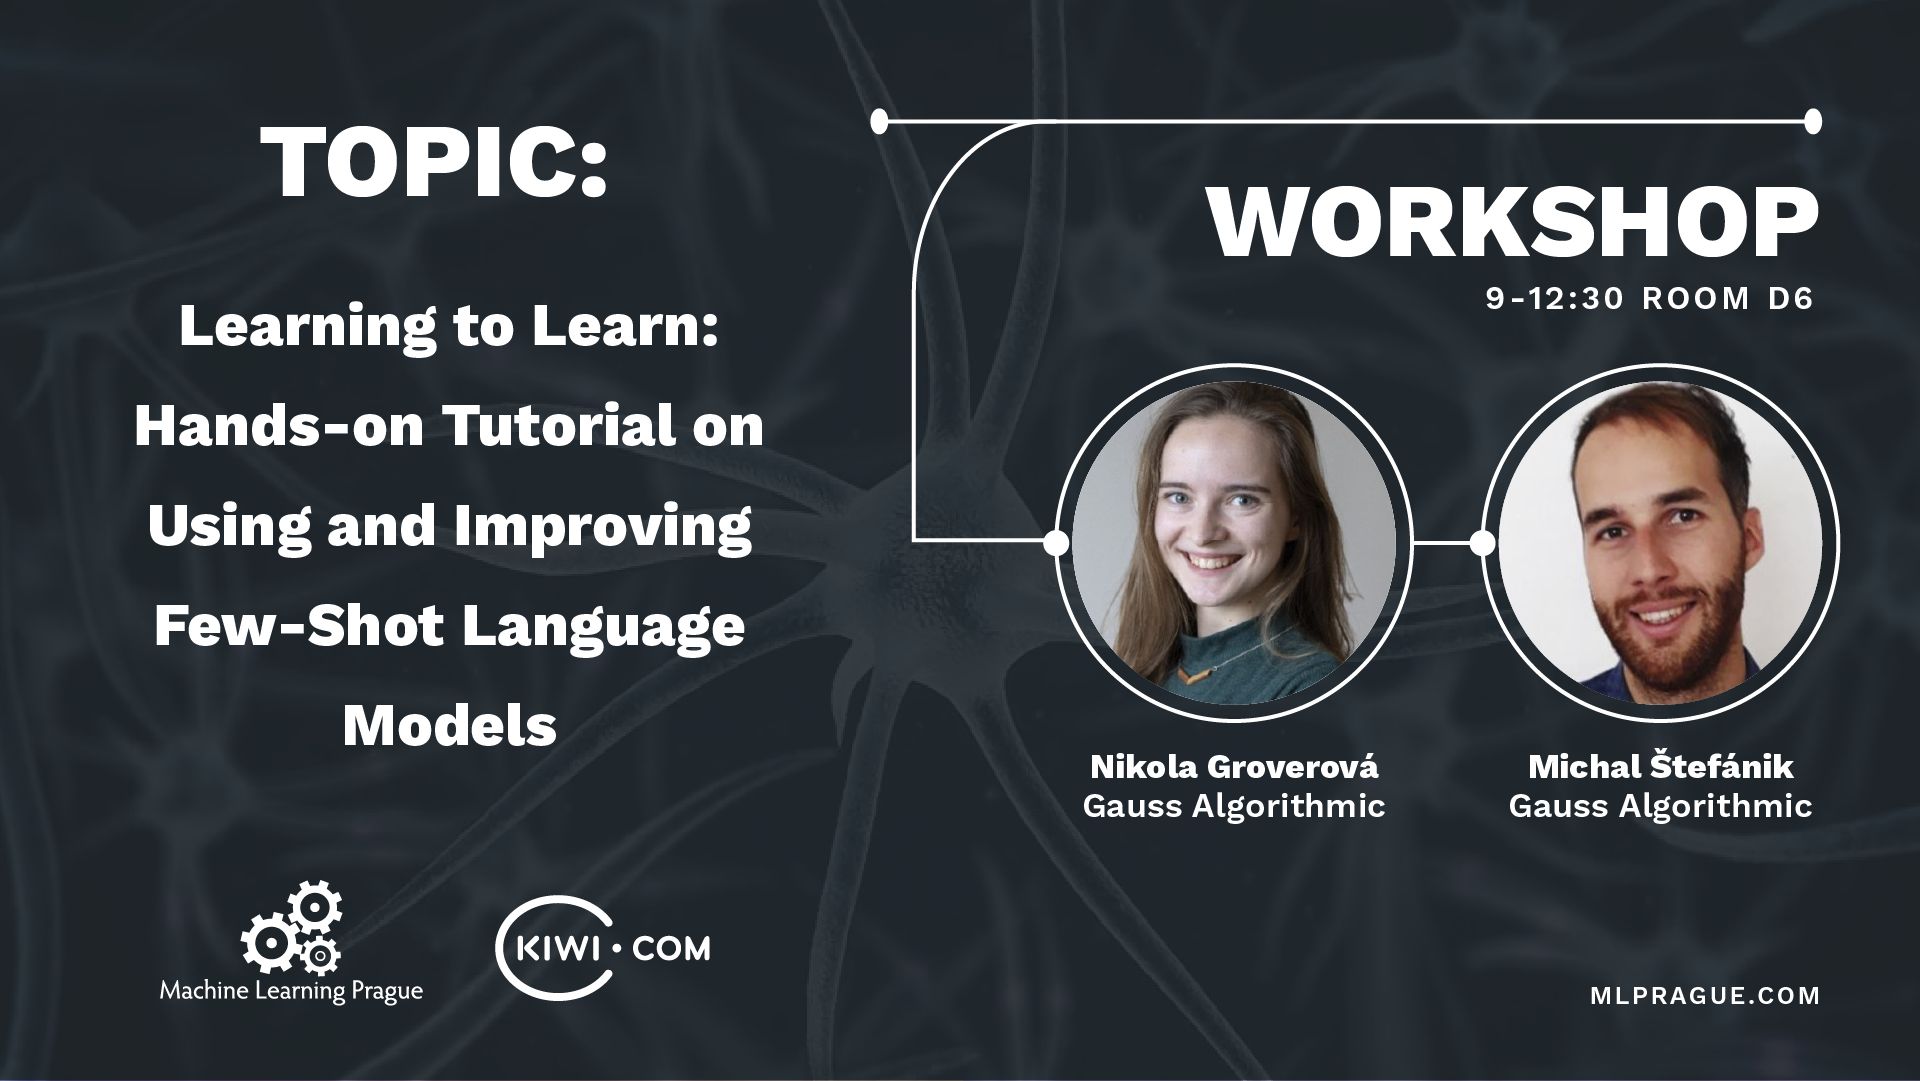 TOPIC:
Learning to Learn:
Hands-on Tutorial on
Using and Improving
Few-Shot Language
Models
WORKSHOP
9-12:30 ROOM D6
Nikola Groverová
Gauss Algorithmic
Michal Štefánik
Gauss Algorithmic
Machine Learning Prague
KIWI·COM
MLPRAGUE.COM